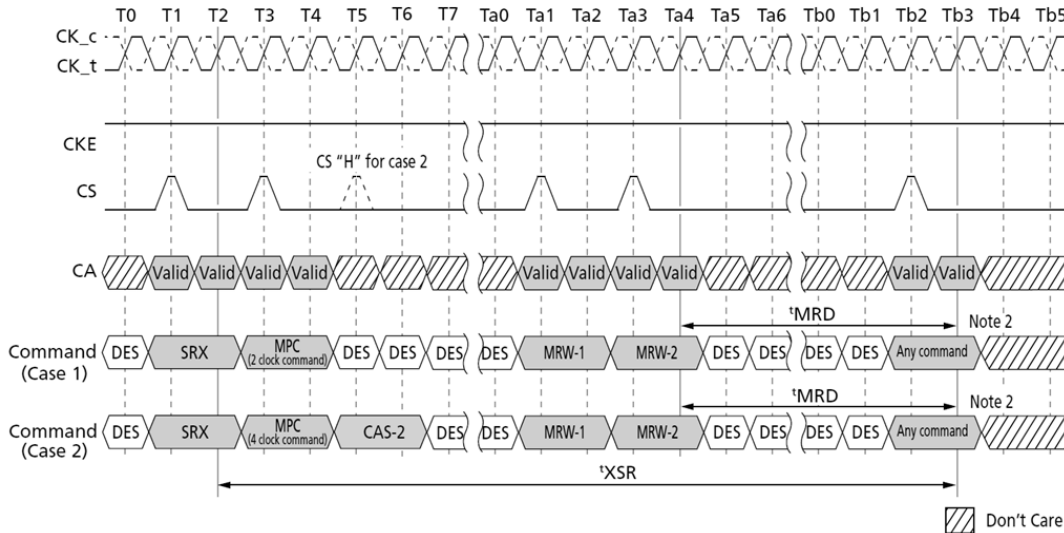 T0 T1 T2 T3 T4 T5 T6 T7 Ta0 Ta1 Ta2 Ta3 Ta4 Ta5 Ta6 Tb0 Tb1 Tb2 Tb3 Tb4 Tb5
CK_c
CK_t
CKE
CS "H" for case 2
CS
CA Valid Valid Valid Valid Valid Valid Valid Valid Valid Valid
tMRD Note 2
Command
(Case 1)
DES SRX MPC DES DES DES DES MRW-1 MRW-2 DES DES DES DES Any command
(2 clock command)
tMRD Note 2
Command
(Case 2)
DES SRX MPC CAS-2 DES DES MRW-1 MRW-2 DES DES DES DES Any command
(4 clock command)
tXSR
Don't Care